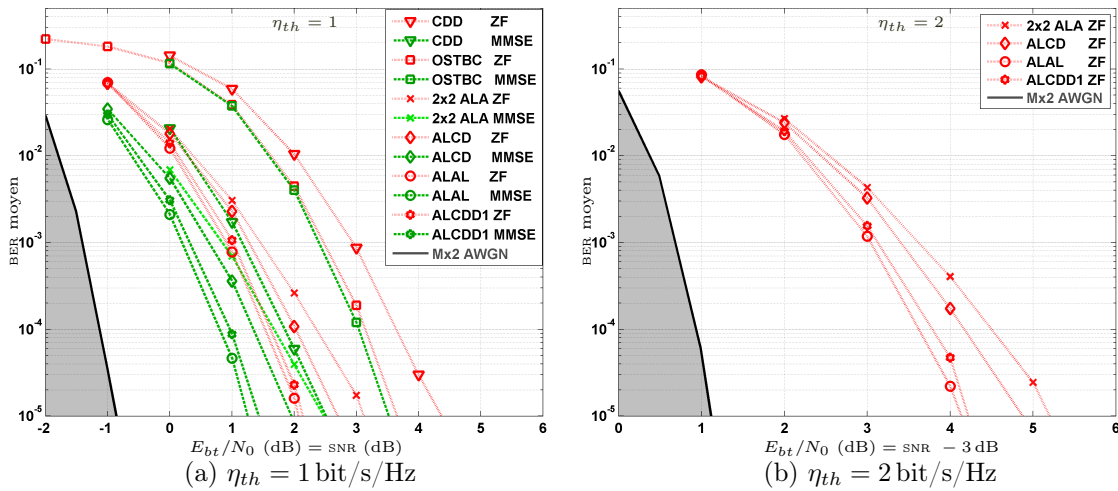 η_th = 1
CDD ZF
CDD MMSE
OSTBC ZF
OSTBC MMSE
2x2 ALA ZF
2x2 ALA MMSE
ALCD ZF
ALCD MMSE
ALAL ZF
ALAL MMSE
ALCDD1 ZF
ALCDD1 MMSE
Mx2 AWGN
BER moyen
10^0
10^-1
10^-2
10^-3
10^-4
10^-5
-2 -1 0 1 2 3 4 5 6
E_bt/N_0 (dB) = SNR (dB)
(a) η_th = 1 bit/s/Hz
η_th = 2
2x2 ALA ZF
ALCD ZF
ALAL ZF
ALCDD1 ZF
Mx2 AWGN
BER moyen
10^0
10^-1
10^-2
10^-3
10^-4
10^-5
0 1 2 3 4 5 6
E_bt/N_0 (dB) = SNR − 3 dB
(b) η_th = 2 bit/s/Hz